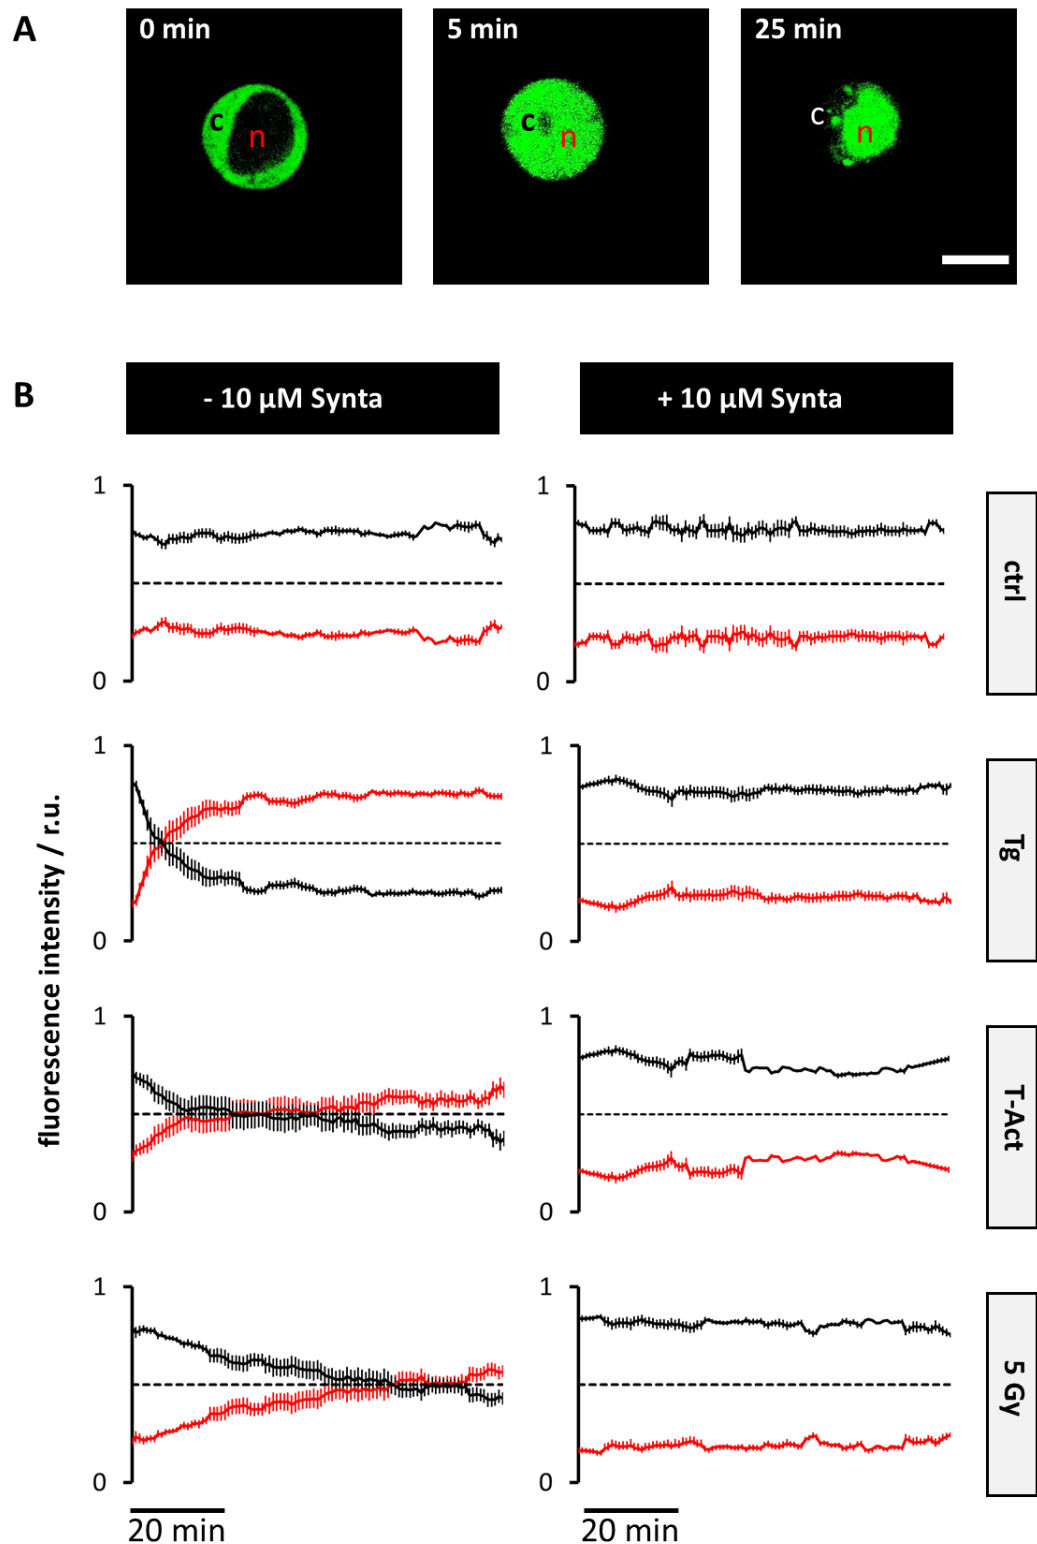 A
0 min
5 min
25 min
c
n
c
n
c
n
B
- 10 µM Synta
+ 10 µM Synta
fluorescence intensity / r.u.
1
0
1
0
ctrl
1
0
1
0
Tg
1
0
1
0
T-Act
1
0
1
0
5 Gy
20 min
20 min